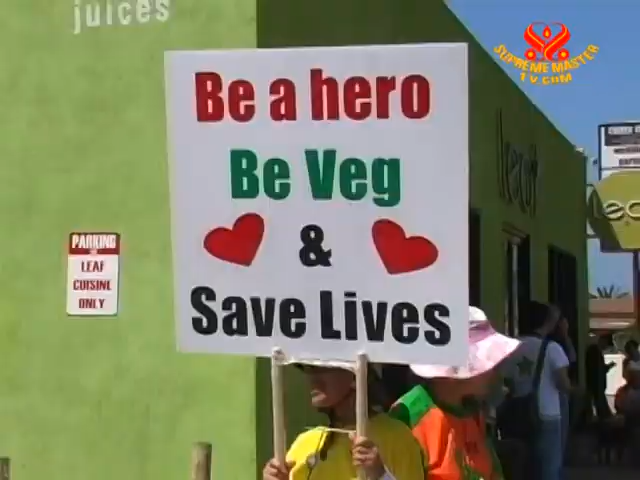 juices
SUPREME MASTER
TV.COM
Be a hero
Be Veg
&
Save Lives
PARKING
LEAF
CUISINE
ONLY
leaf